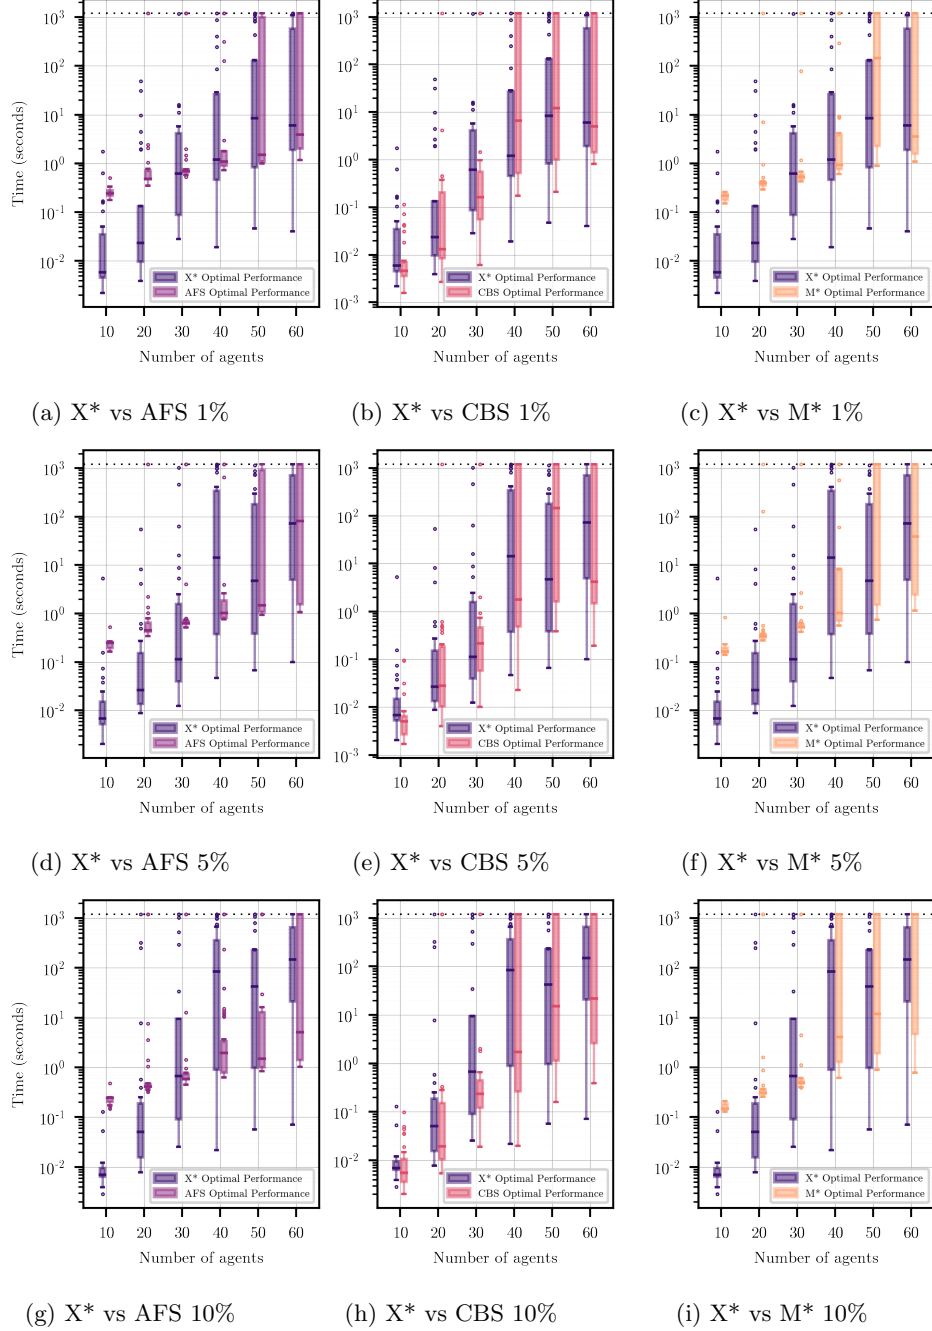 Time (seconds)
10³
10²
10¹
10⁰
10⁻¹
10⁻²
X* Optimal Performance
AFS Optimal Performance
10 20 30 40 50 60
Number of agents
10³
10²
10¹
10⁰
10⁻¹
10⁻²
10⁻³
X* Optimal Performance
CBS Optimal Performance
10 20 30 40 50 60
Number of agents
10³
10²
10¹
10⁰
10⁻¹
10⁻²
X* Optimal Performance
M* Optimal Performance
10 20 30 40 50 60
Number of agents
(a) X* vs AFS 1%
(b) X* vs CBS 1%
(c) X* vs M* 1%
Time (seconds)
10³
10²
10¹
10⁰
10⁻¹
10⁻²
X* Optimal Performance
AFS Optimal Performance
10 20 30 40 50 60
Number of agents
10³
10²
10¹
10⁰
10⁻¹
10⁻²
10⁻³
X* Optimal Performance
CBS Optimal Performance
10 20 30 40 50 60
Number of agents
10³
10²
10¹
10⁰
10⁻¹
10⁻²
X* Optimal Performance
M* Optimal Performance
10 20 30 40 50 60
Number of agents
(d) X* vs AFS 5%
(e) X* vs CBS 5%
(f) X* vs M* 5%
Time (seconds)
10³
10²
10¹
10⁰
10⁻¹
10⁻²
X* Optimal Performance
AFS Optimal Performance
10 20 30 40 50 60
Number of agents
10³
10²
10¹
10⁰
10⁻¹
10⁻²
X* Optimal Performance
CBS Optimal Performance
10 20 30 40 50 60
Number of agents
10³
10²
10¹
10⁰
10⁻¹
10⁻²
X* Optimal Performance
M* Optimal Performance
10 20 30 40 50 60
Number of agents
(g) X* vs AFS 10%
(h) X* vs CBS 10%
(i) X* vs M* 10%